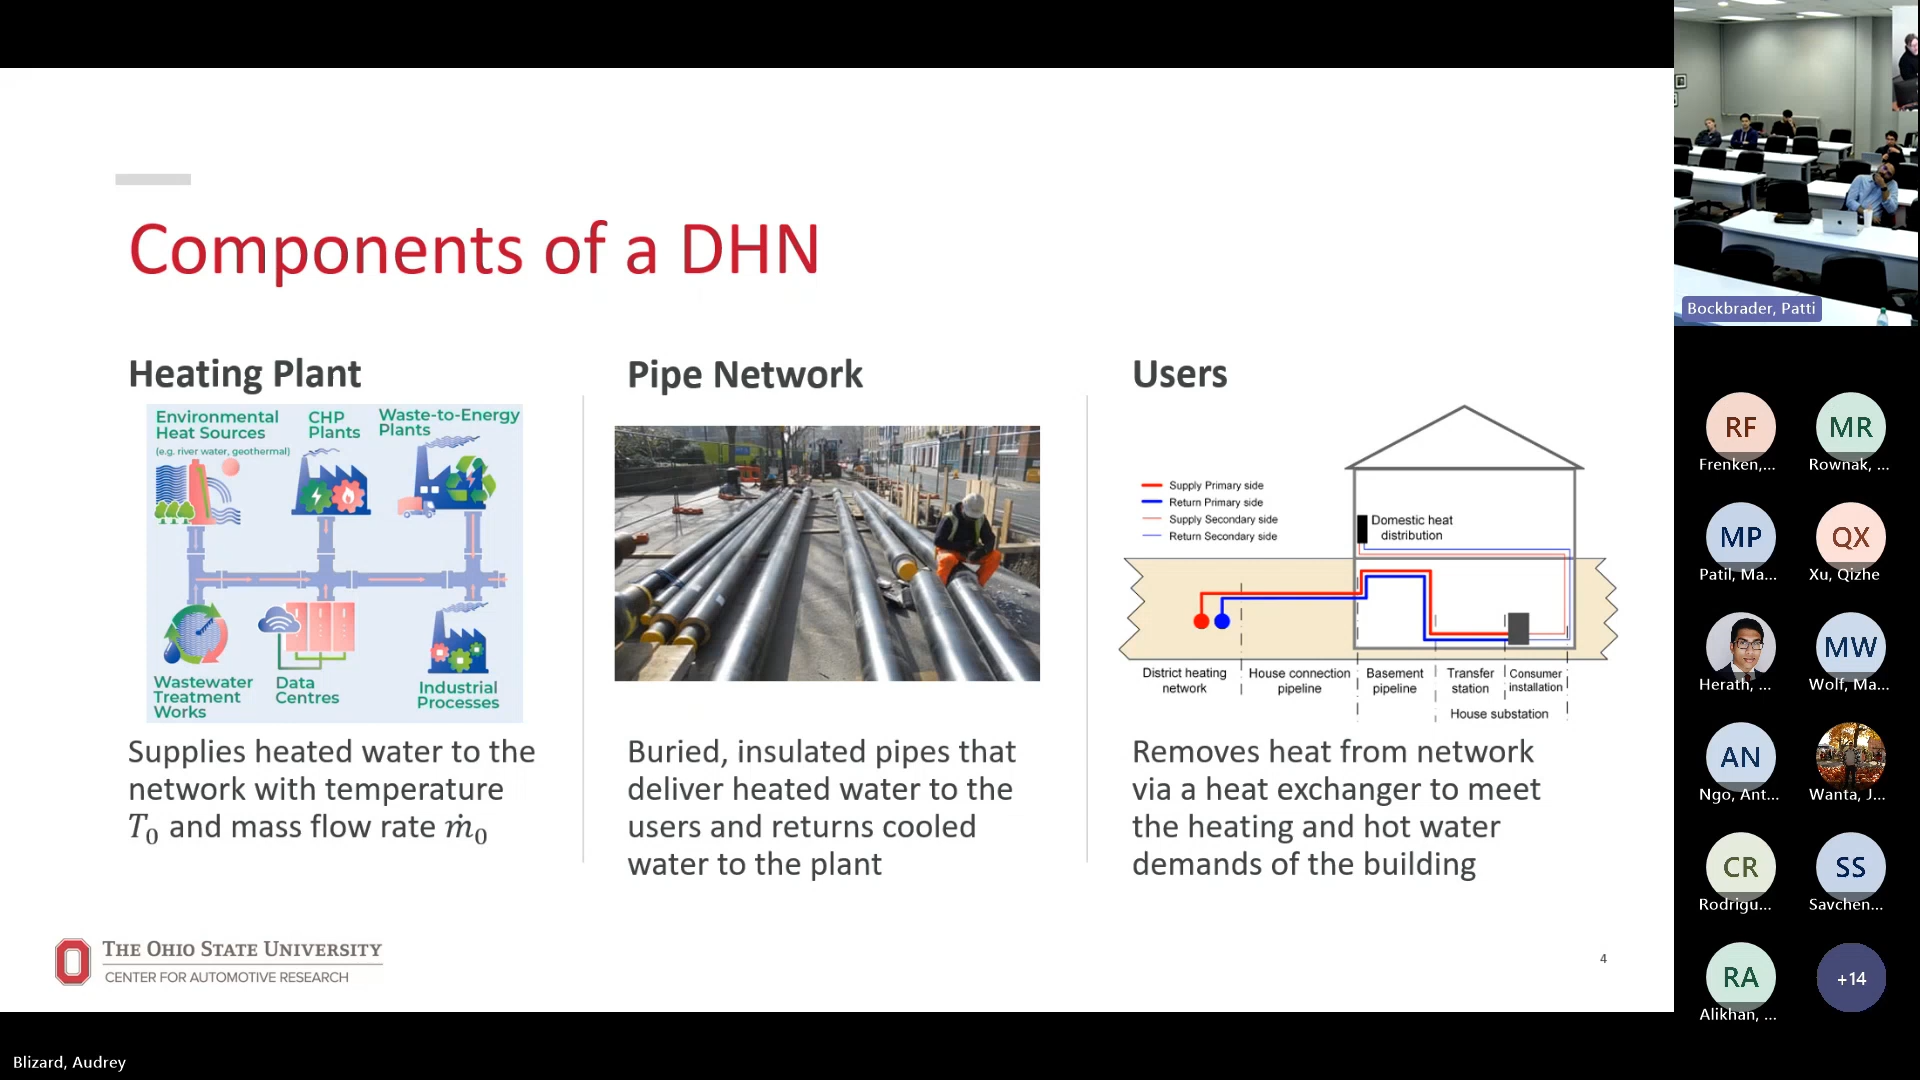 Components of a DHN
Heating Plant
Environmental
Heat Sources
(e.g. river water, geothermal)
CHP
Plants
Waste-to-Energy
Plants
Wastewater
Treatment
Works
Data
Centres
Industrial
Processes
Supplies heated water to the
network with temperature
T₀ and mass flow rate ṁ₀
Pipe Network
Buried, insulated pipes that
deliver heated water to the
users and returns cooled
water to the plant
Users
Supply Primary side
Return Primary side
Supply Secondary side
Return Secondary side
Domestic heat
distribution
District heating
network
House connection
pipeline
Basement
pipeline
Transfer
station
Consumer
installation
House substation
Removes heat from network
via a heat exchanger to meet
the heating and hot water
demands of the building
THE OHIO STATE UNIVERSITY
CENTER FOR AUTOMOTIVE RESEARCH
4
Blizard, Audrey
Bockbrader, Patti
RF
Frenken,...
MR
Rownak, ...
MP
Patil, Ma...
QX
Xu, Qizhe
Herath, ...
MW
Wolf, Ma...
AN
Ngo, Ant...
Wanta, J...
CR
Rodrigu...
SS
Savchen...
RA
Alikhan, ...
+14